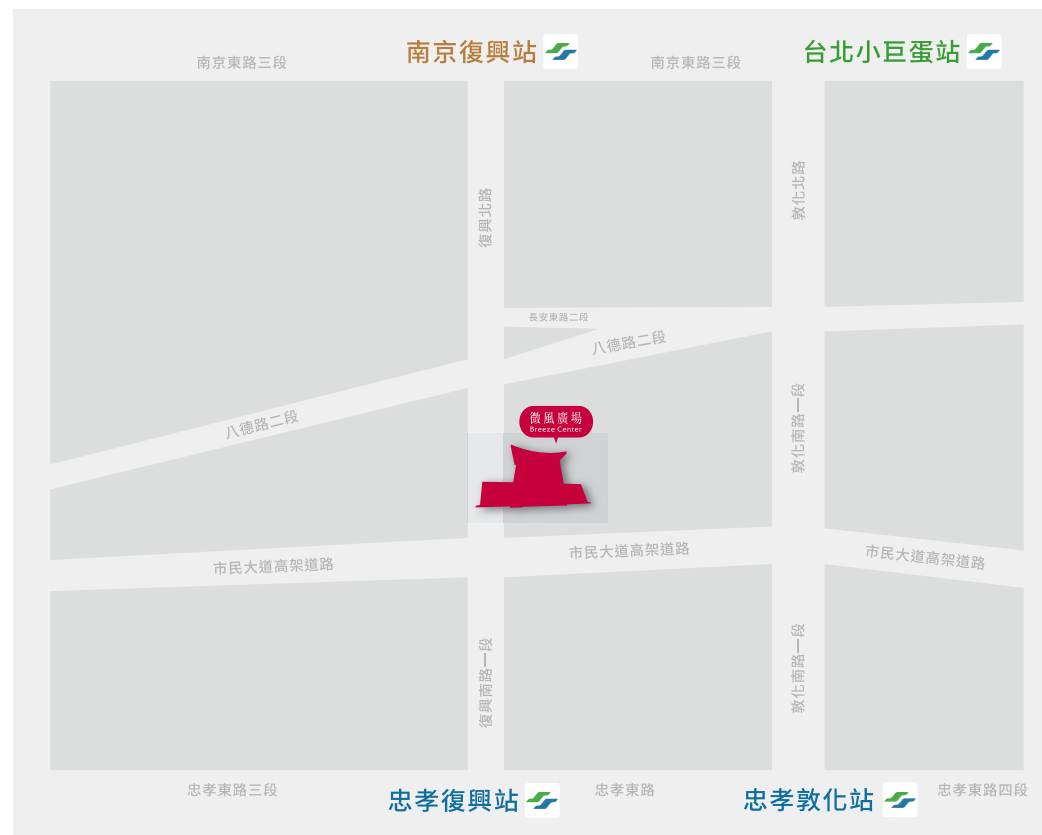 南京復興站
台北小巨蛋站
南京東路三段
南京東路三段
復興北路
敦化北路
長安東路二段
八德路二段
八德路二段
敦化南路一段
微風廣場
Breeze Center
市民大道高架道路
市民大道高架道路
市民大道高架道路
復興南路一段
敦化南路一段
忠孝東路三段
忠孝復興站
忠孝東路
忠孝敦化站
忠孝東路四段